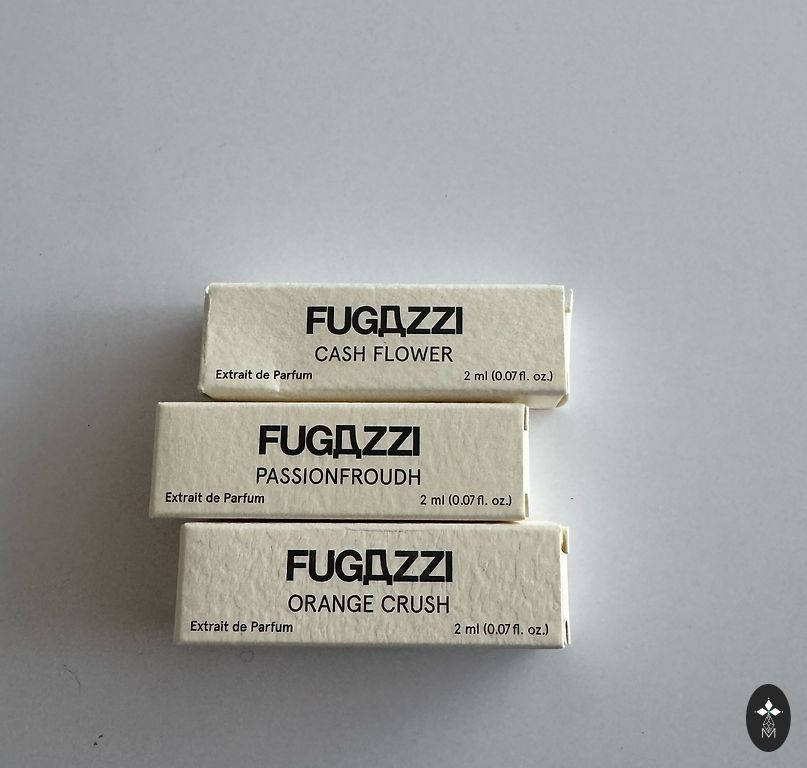 FUGAZZI
CASH FLOWER
Extrait de Parfum 2 ml (0.07 fl. oz.)
FUGAZZI
PASSIONFROUDH
Extrait de Parfum 2 ml (0.07 fl. oz.)
FUGAZZI
ORANGE CRUSH
Extrait de Parfum 2 ml (0.07 fl. oz.)
M